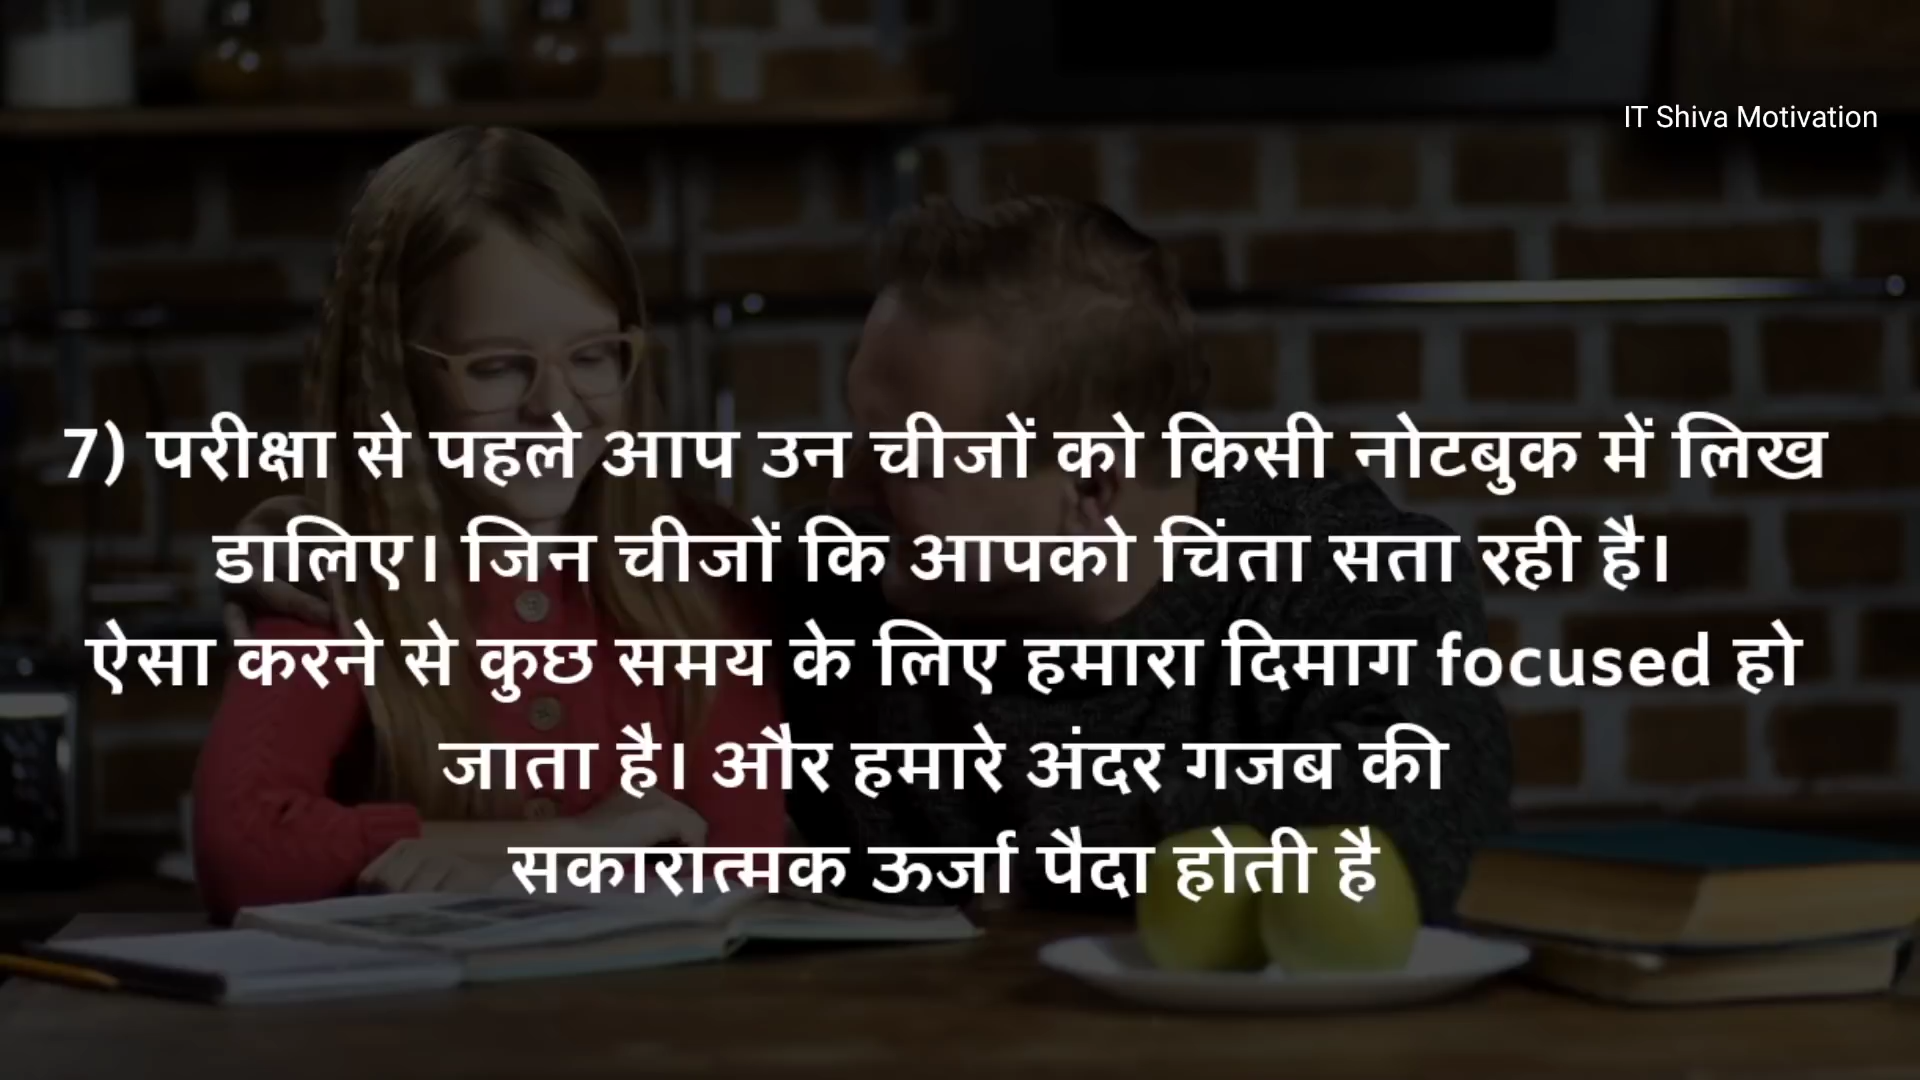 IT Shiva Motivation
7) परीक्षा से पहले आप उन चीजों को किसी नोटबुक में लिख
डालिए। जिन चीजों कि आपको चिंता सता रही है।
ऐसा करने से कुछ समय के लिए हमारा दिमाग focused हो
जाता है। और हमारे अंदर गजब की
सकारात्मक ऊर्जा पैदा होती है